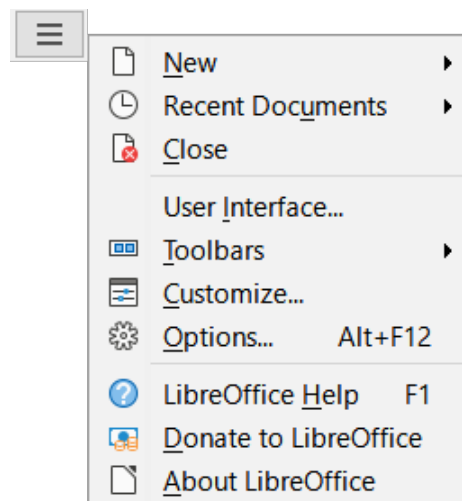 New
Recent Documents
Close
User Interface...
Toolbars
Customize...
Options... Alt+F12
LibreOffice Help F1
Donate to LibreOffice
About LibreOffice